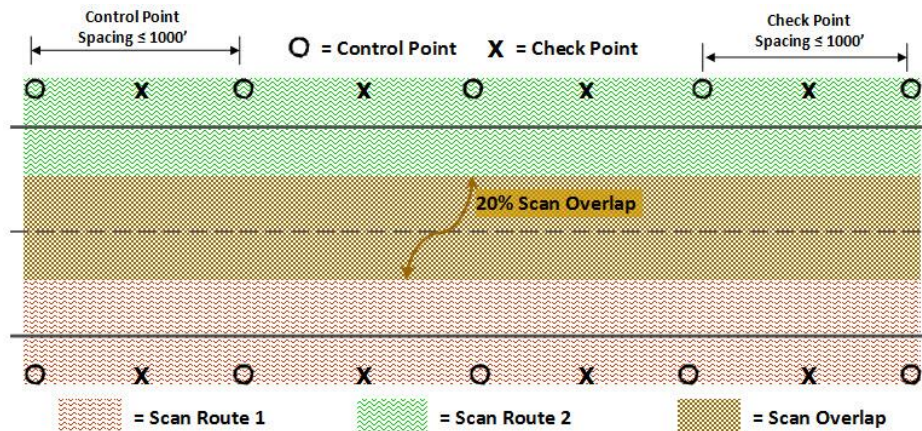 Control Point
Spacing ≤ 1000'
O = Control Point X = Check Point
Check Point
Spacing ≤ 1000'
O X O X O X O X O
20% Scan Overlap
O X O X O X O X O
= Scan Route 1 = Scan Route 2 = Scan Overlap